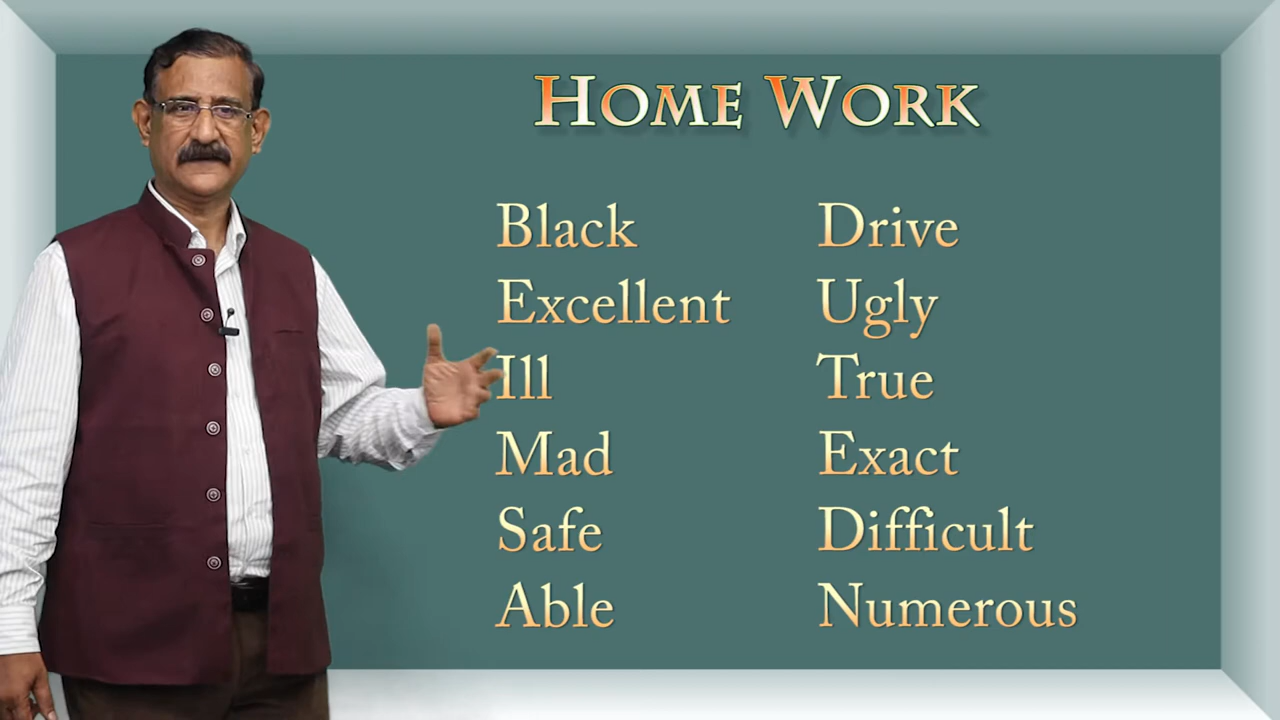 Home Work
Black
Excellent
Ill
Mad
Safe
Able
Drive
Ugly
True
Exact
Difficult
Numerous